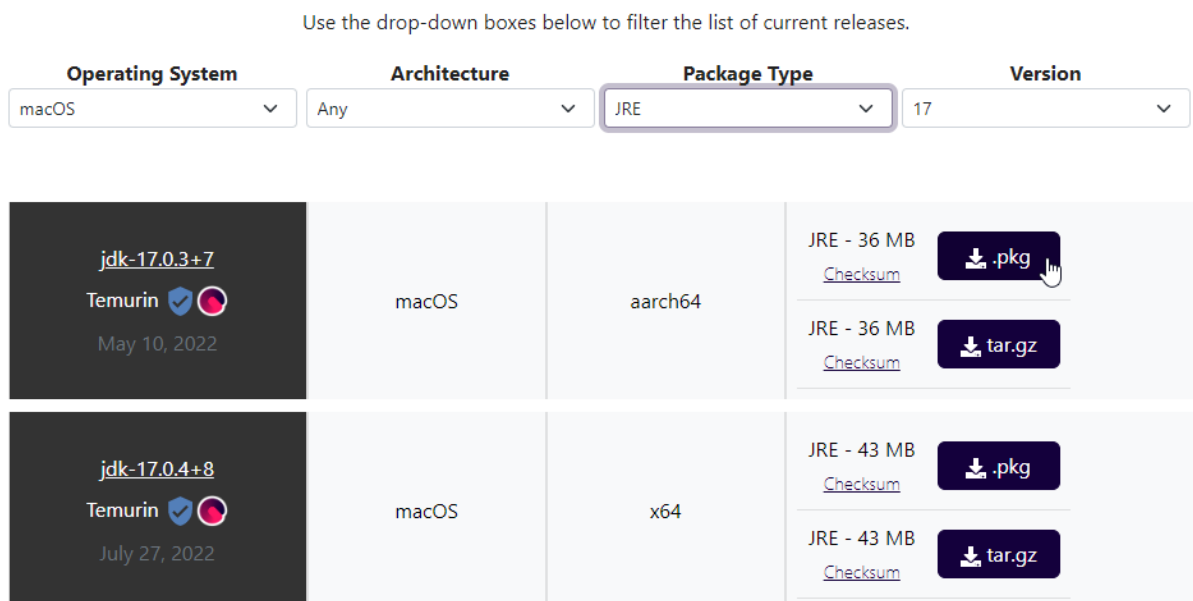 Use the drop-down boxes below to filter the list of current releases.
Operating System Architecture Package Type Version
macOS Any JRE 17
jdk-17.0.3+7
Temurin
May 10, 2022
macOS
aarch64
JRE - 36 MB
Checksum
.pkg
JRE - 36 MB
Checksum
tar.gz
jdk-17.0.4+8
Temurin
July 27, 2022
macOS
x64
JRE - 43 MB
Checksum
.pkg
JRE - 43 MB
Checksum
tar.gz